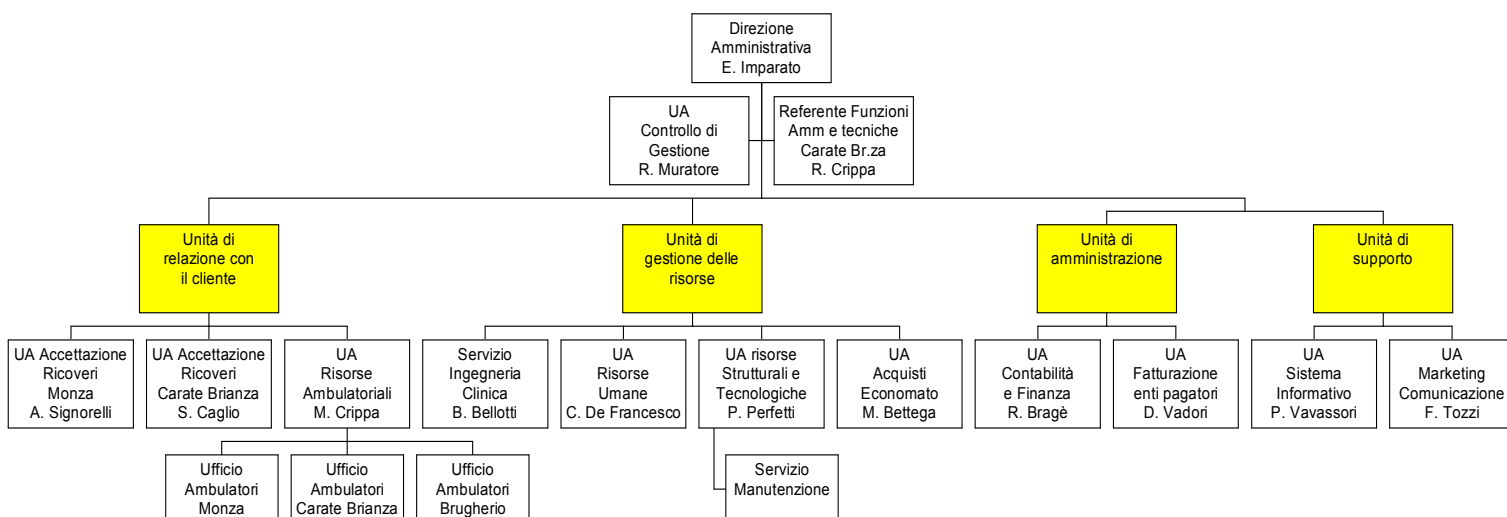 Direzione
Amministrativa
E. Imparato
UA
Controllo di
Gestione
R. Muratore
Referente Funzioni
Amm e tecniche
Carate Br.za
R. Crippa
Unità di
relazione con
il cliente
Unità di
gestione delle
risorse
Unità di
amministrazione
Unità di
supporto
UA Accettazione
Ricoveri
Monza
A. Signorelli
UA Accettazione
Ricoveri
Carate Brianza
S. Caglio
UA
Risorse
Ambulatoriali
M. Crippa
Servizio
Ingegneria
Clinica
B. Bellotti
UA
Risorse
Umane
C. De Francesco
UA risorse
Strutturali e
Tecnologiche
P. Perfetti
UA
Acquisti
Economato
M. Bettega
UA
Contabilità
e Finanza
R. Bragè
UA
Fatturazione
enti pagatori
D. Vadori
UA
Sistema
Informativo
P. Vavassori
UA
Marketing
Comunicazione
F. Tozzi
Ufficio
Ambulatori
Monza
Ufficio
Ambulatori
Carate Brianza
Ufficio
Ambulatori
Brugherio
Servizio
Manutenzione